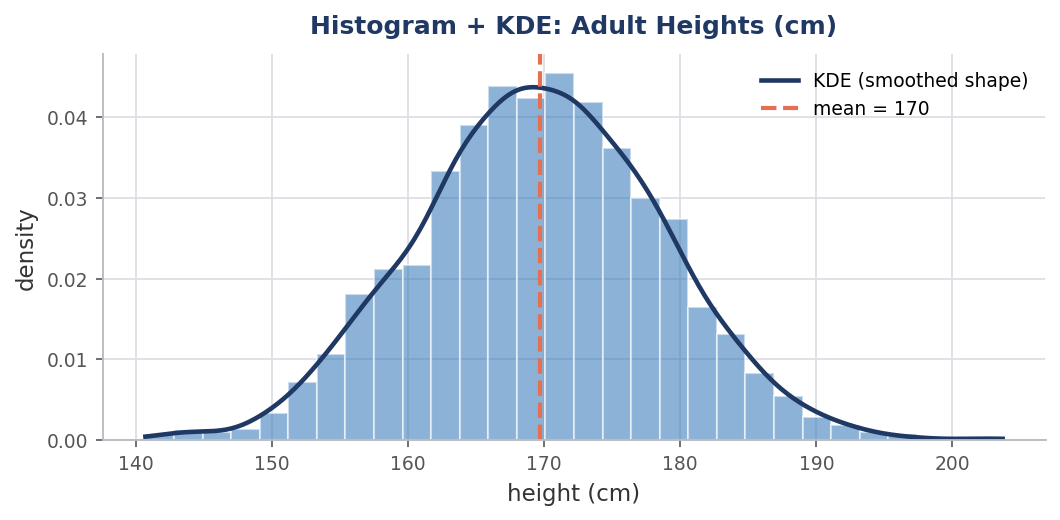 Histogram + KDE: Adult Heights (cm)
KDE (smoothed shape)
mean = 170
density
0.04
0.03
0.02
0.01
0.00
140 150 160 170 180 190 200
height (cm)